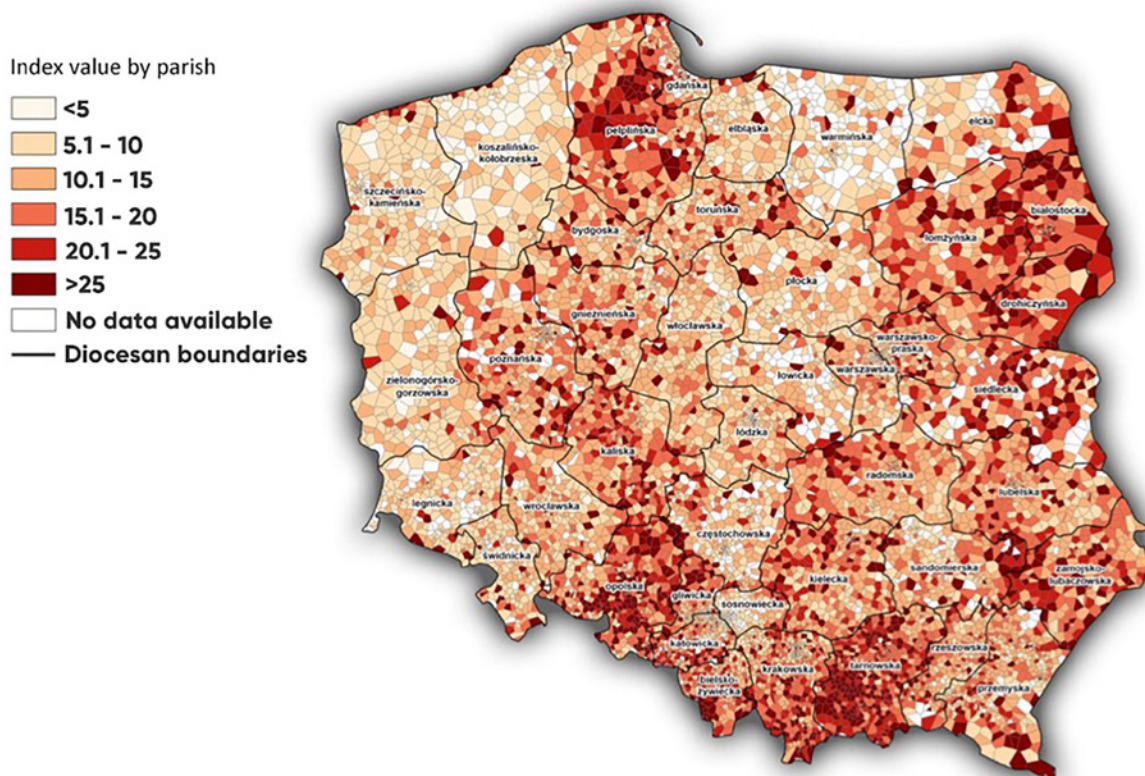 Index value by parish
<5
5.1 - 10
10.1 - 15
15.1 - 20
20.1 - 25
>25
No data available
Diocesan boundaries
gdańska
pelplińska
elbląska
warmińska
ełcka
koszalińsko-
kołobrzeska
szczecińsko-
kamieńska
bydgoska
toruńska
łomżyńska
białostocka
płocka
drohiczyńska
gnieźnieńska
włocławska
poznańska
warszawsko-
praska
warszawska
łowicka
siedlecka
zielonogórsko-
gorzowska
łódzka
kaliska
radomska
lubelska
legnicka
wrocławska
częstochowska
świdnicka
opolska
kielecka
sandomierska
zamojsko-
lubaczowska
gliwicka
sosnowiecka
katowicka
krakowska
tarnowska
rzeszowska
przemyska
bielsko-
żywiecka